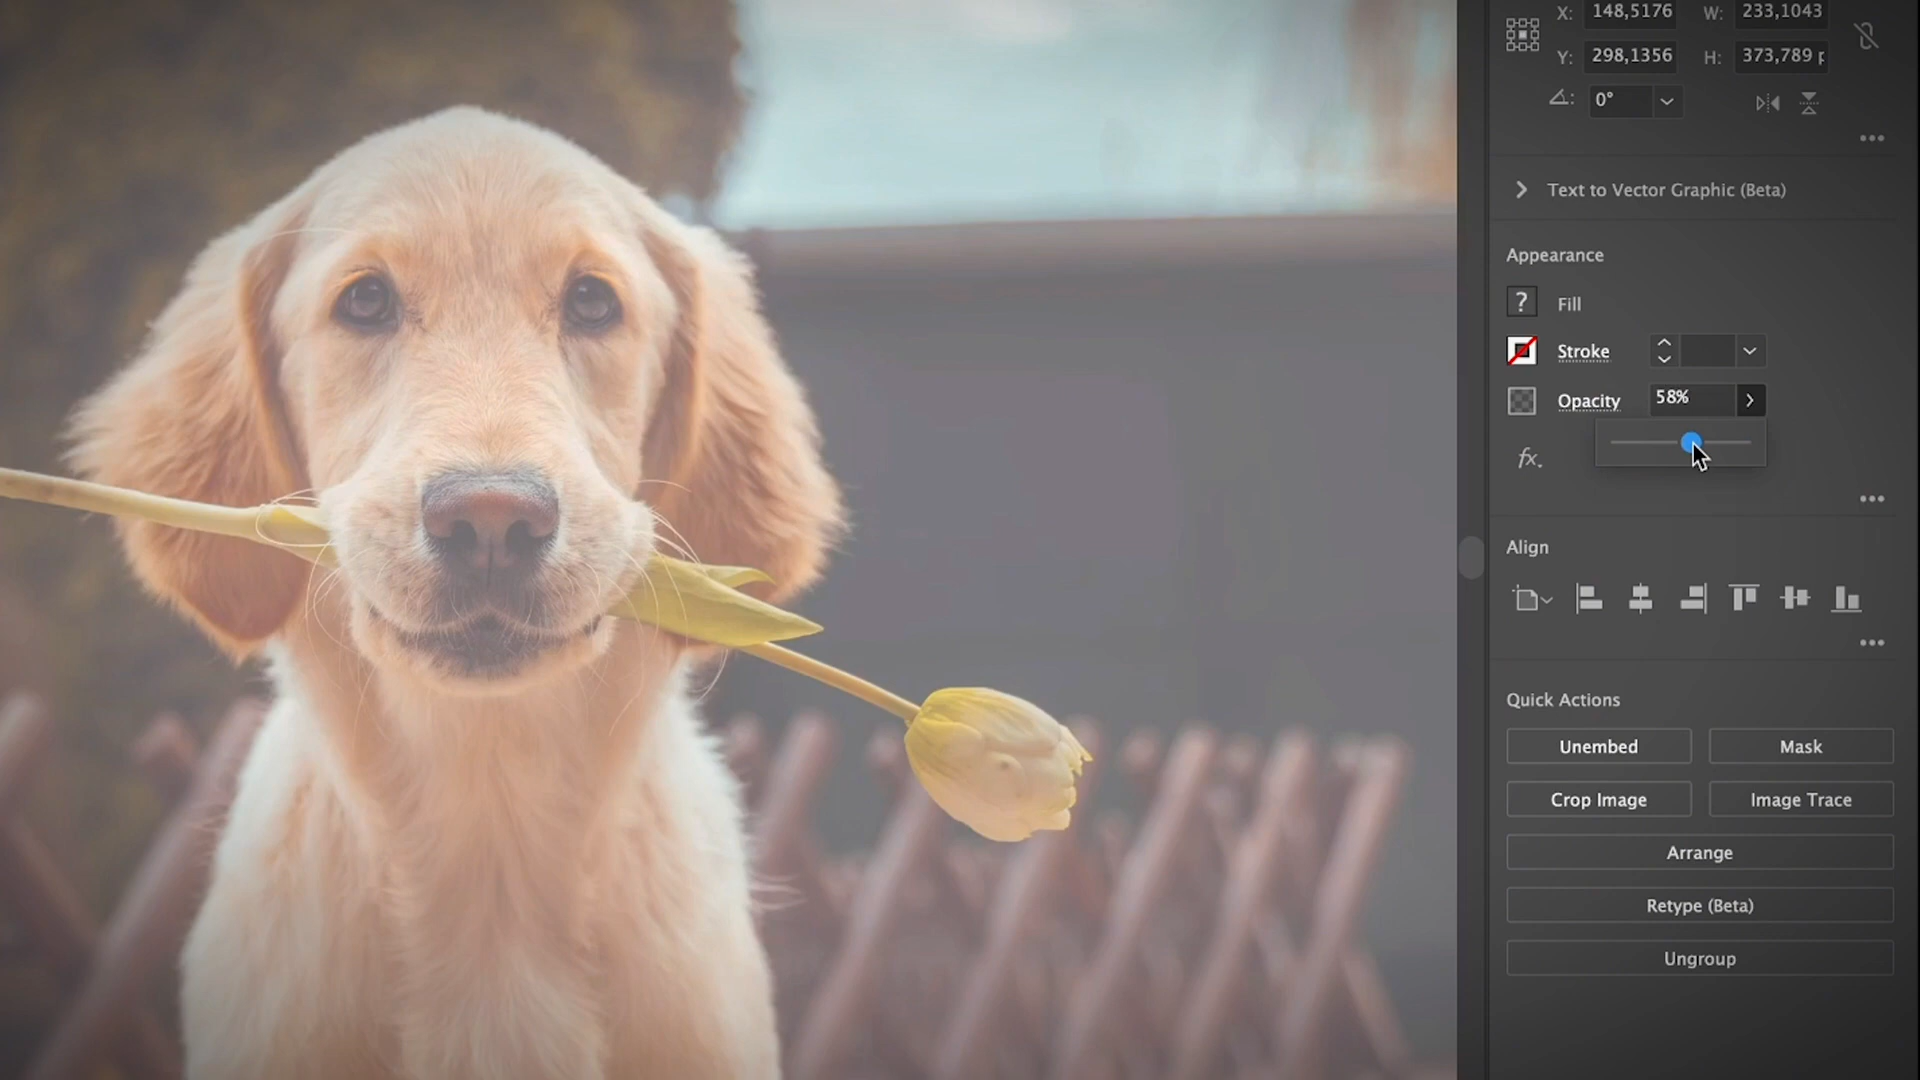 X: 148,5176 W: 233,1043
Y: 298,1356 H: 373,789 p
0°
Text to Vector Graphic (Beta)
Appearance
? Fill
Stroke
Opacity 58%
fx.
Align
Quick Actions
Unembed Mask
Crop Image Image Trace
Arrange
Retype (Beta)
Ungroup